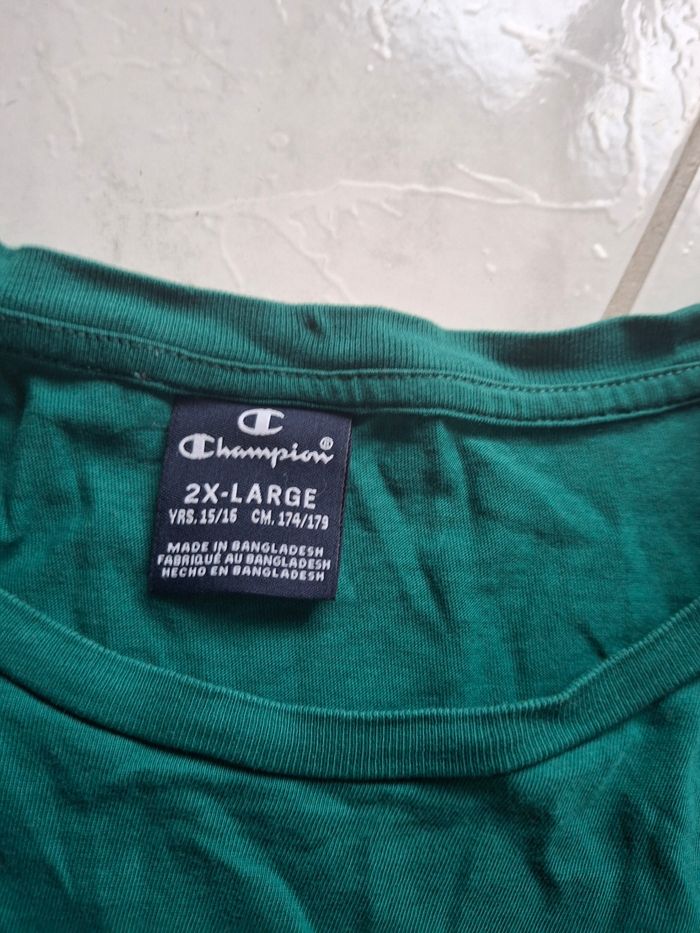 Champion®
2X-LARGE
YRS. 15/16 CM. 174/179
MADE IN BANGLADESH
FABRIQUÉ AU BANGLADESH
HECHO EN BANGLADESH